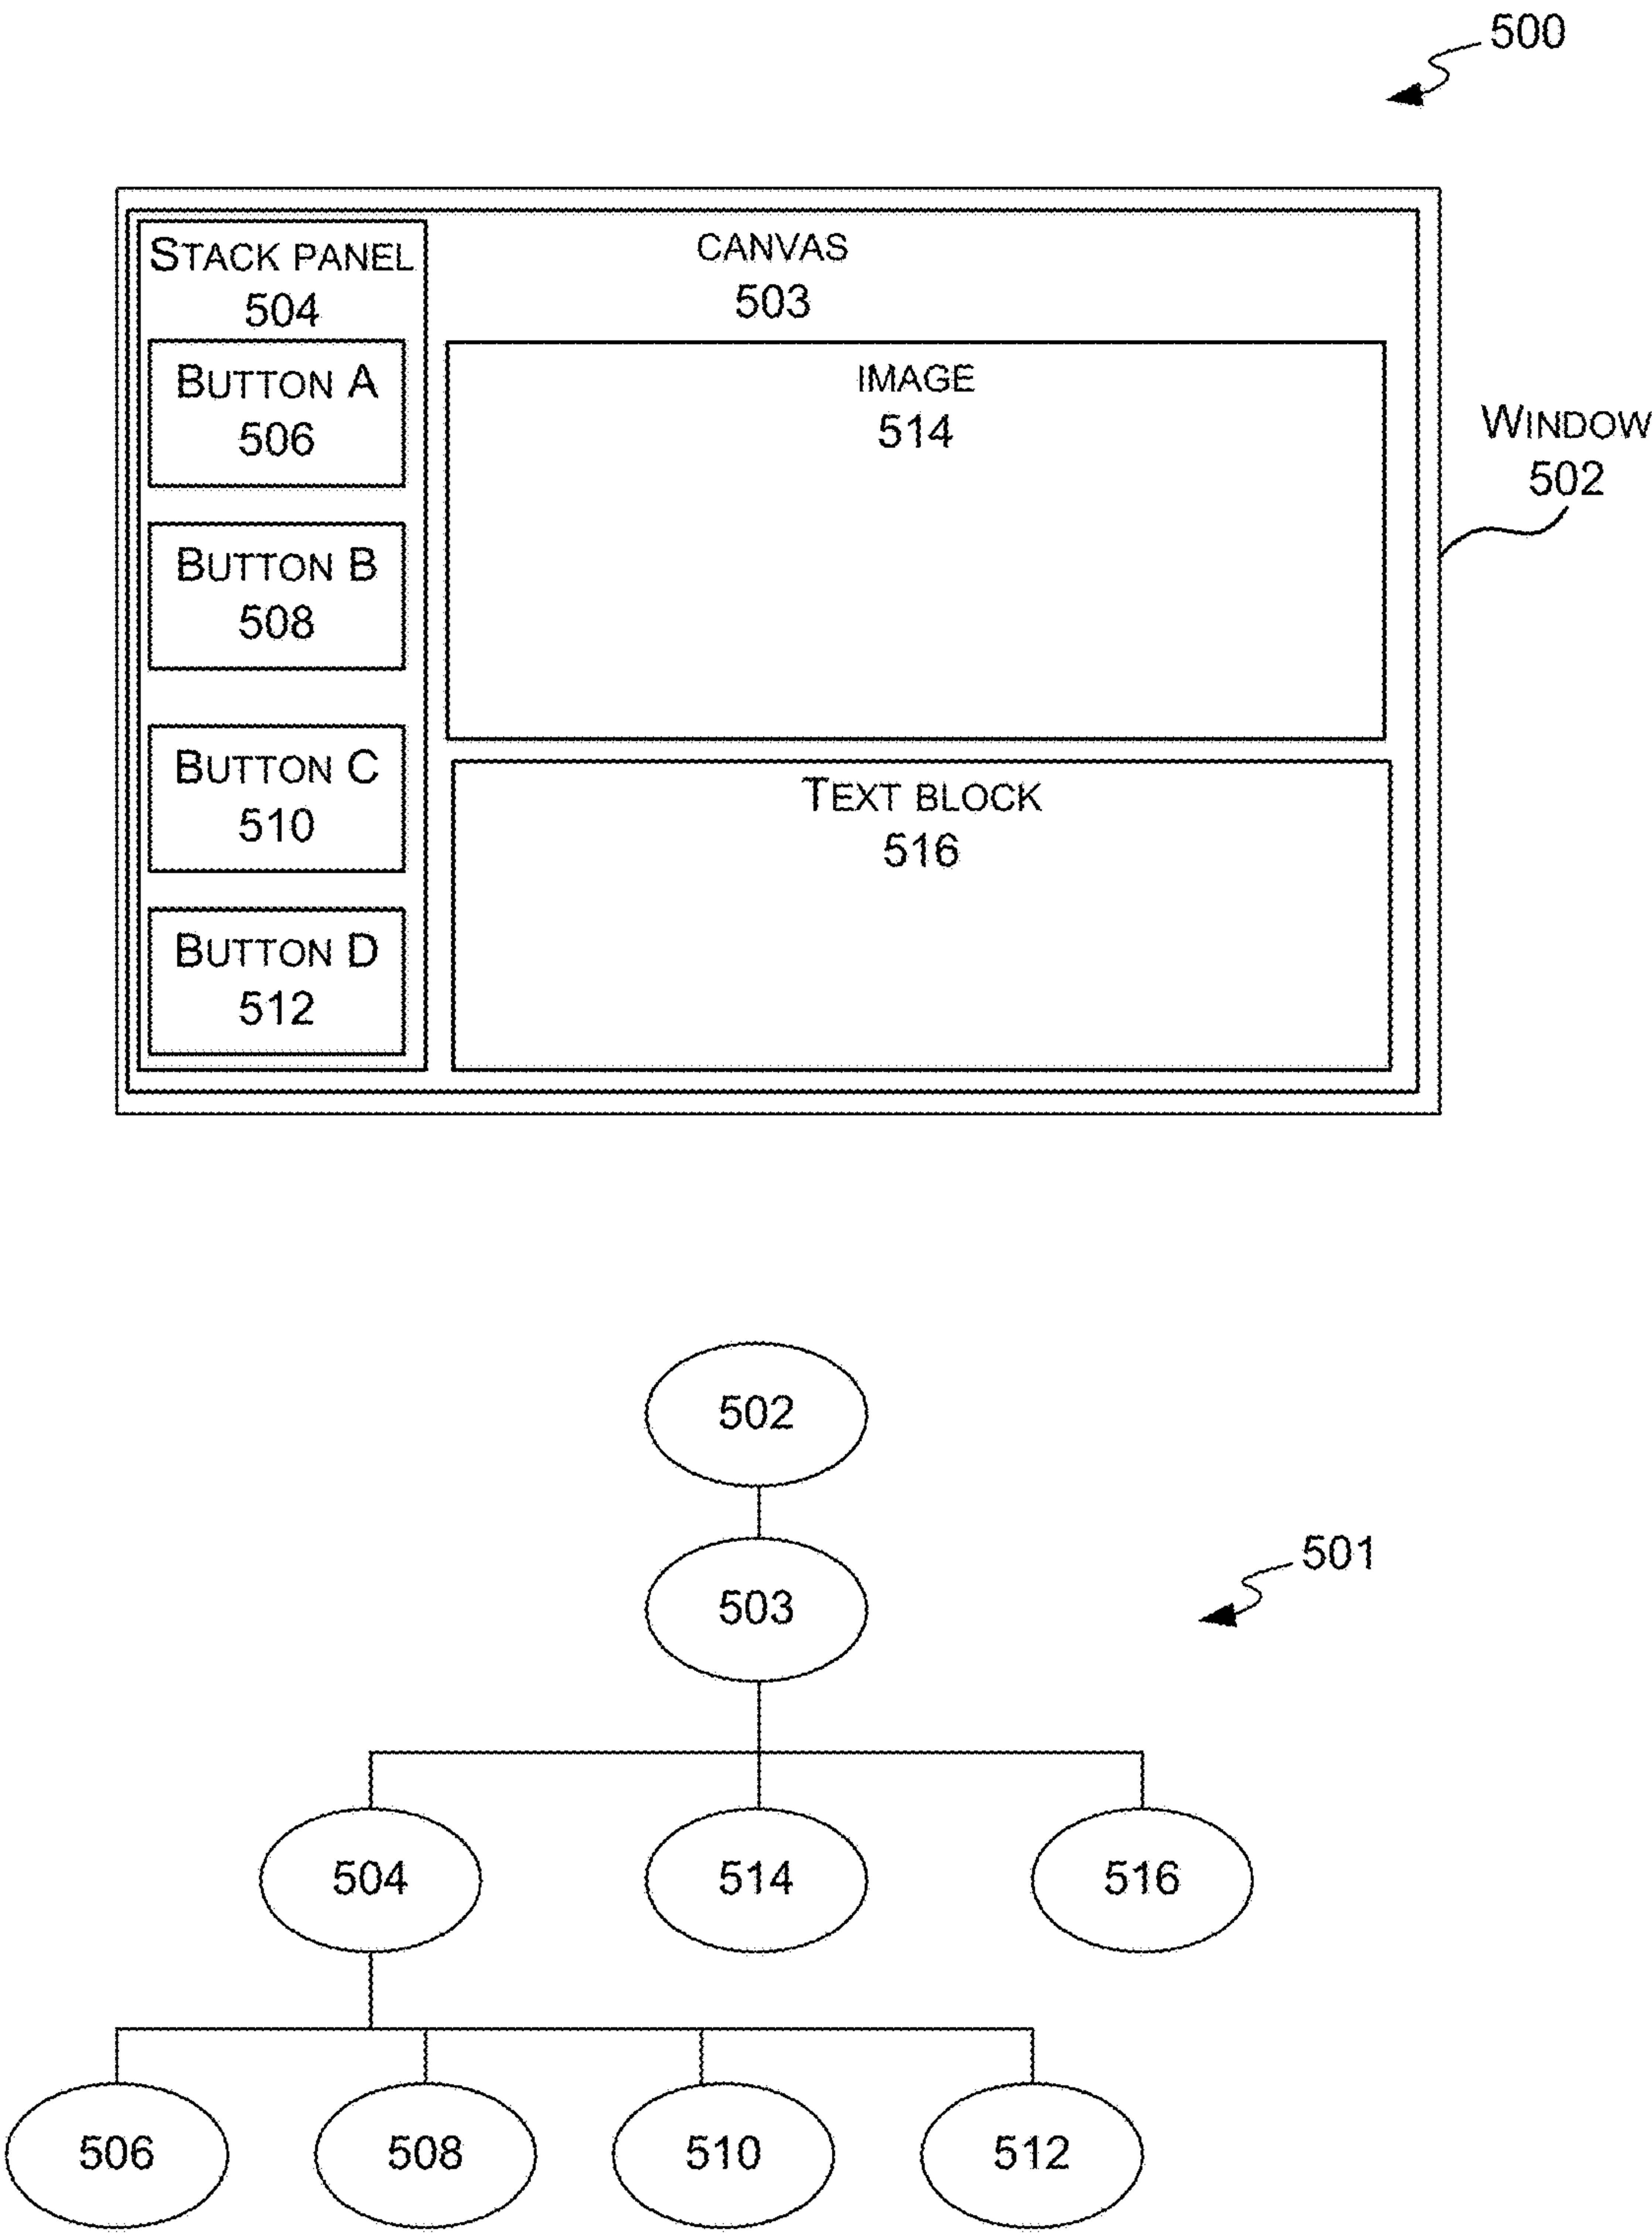 500
STACK PANEL
504
CANVAS
503
BUTTON A
506
IMAGE
514
WINDOW
502
BUTTON B
508
BUTTON C
510
TEXT BLOCK
516
BUTTON D
512
502
503
501
504
514
516
506
508
510
512